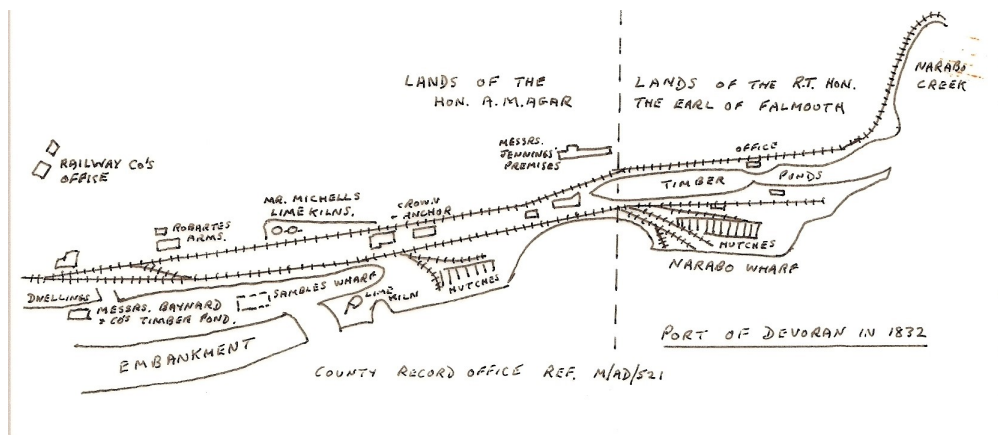 LANDS OF THE
HON. A.M.AGAR
LANDS OF THE R.T. HON.
THE EARL OF FALMOUTH
NARABO
CREEK
RAILWAY CO'S
OFFICE
MESSRS.
JENNINGS'
PREMISES
OFFICE
TIMBER PONDS
MR. MICHELLS
LIME KILNS.
CROWN
+ ANCHOR
ROBARTES
ARMS.
HUTCHES
NARABO WHARF
DWELLINGS
SAMBLES WHARF
LIME
KILN
HUTCHES
MESSRS. BAYNARD
& CO'S TIMBER POND.
EMBANKMENT
PORT OF DEVORAN IN 1832
COUNTY RECORD OFFICE REF. M/AD/521